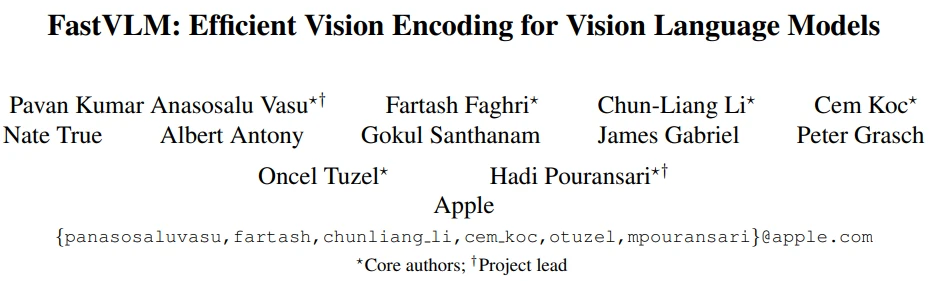 FastVLM: Efficient Vision Encoding for Vision Language Models
Pavan Kumar Anasosalu Vasu⋆† Fartash Faghri⋆ Chun-Liang Li⋆ Cem Koc⋆
Nate True Albert Antony Gokul Santhanam James Gabriel Peter Grasch
Oncel Tuzel⋆ Hadi Pouransari⋆†
Apple
{panasosaluvasu,fartash,chunliang_li,cem_koc,otuzel,mpouransari}@apple.com
⋆Core authors; †Project lead